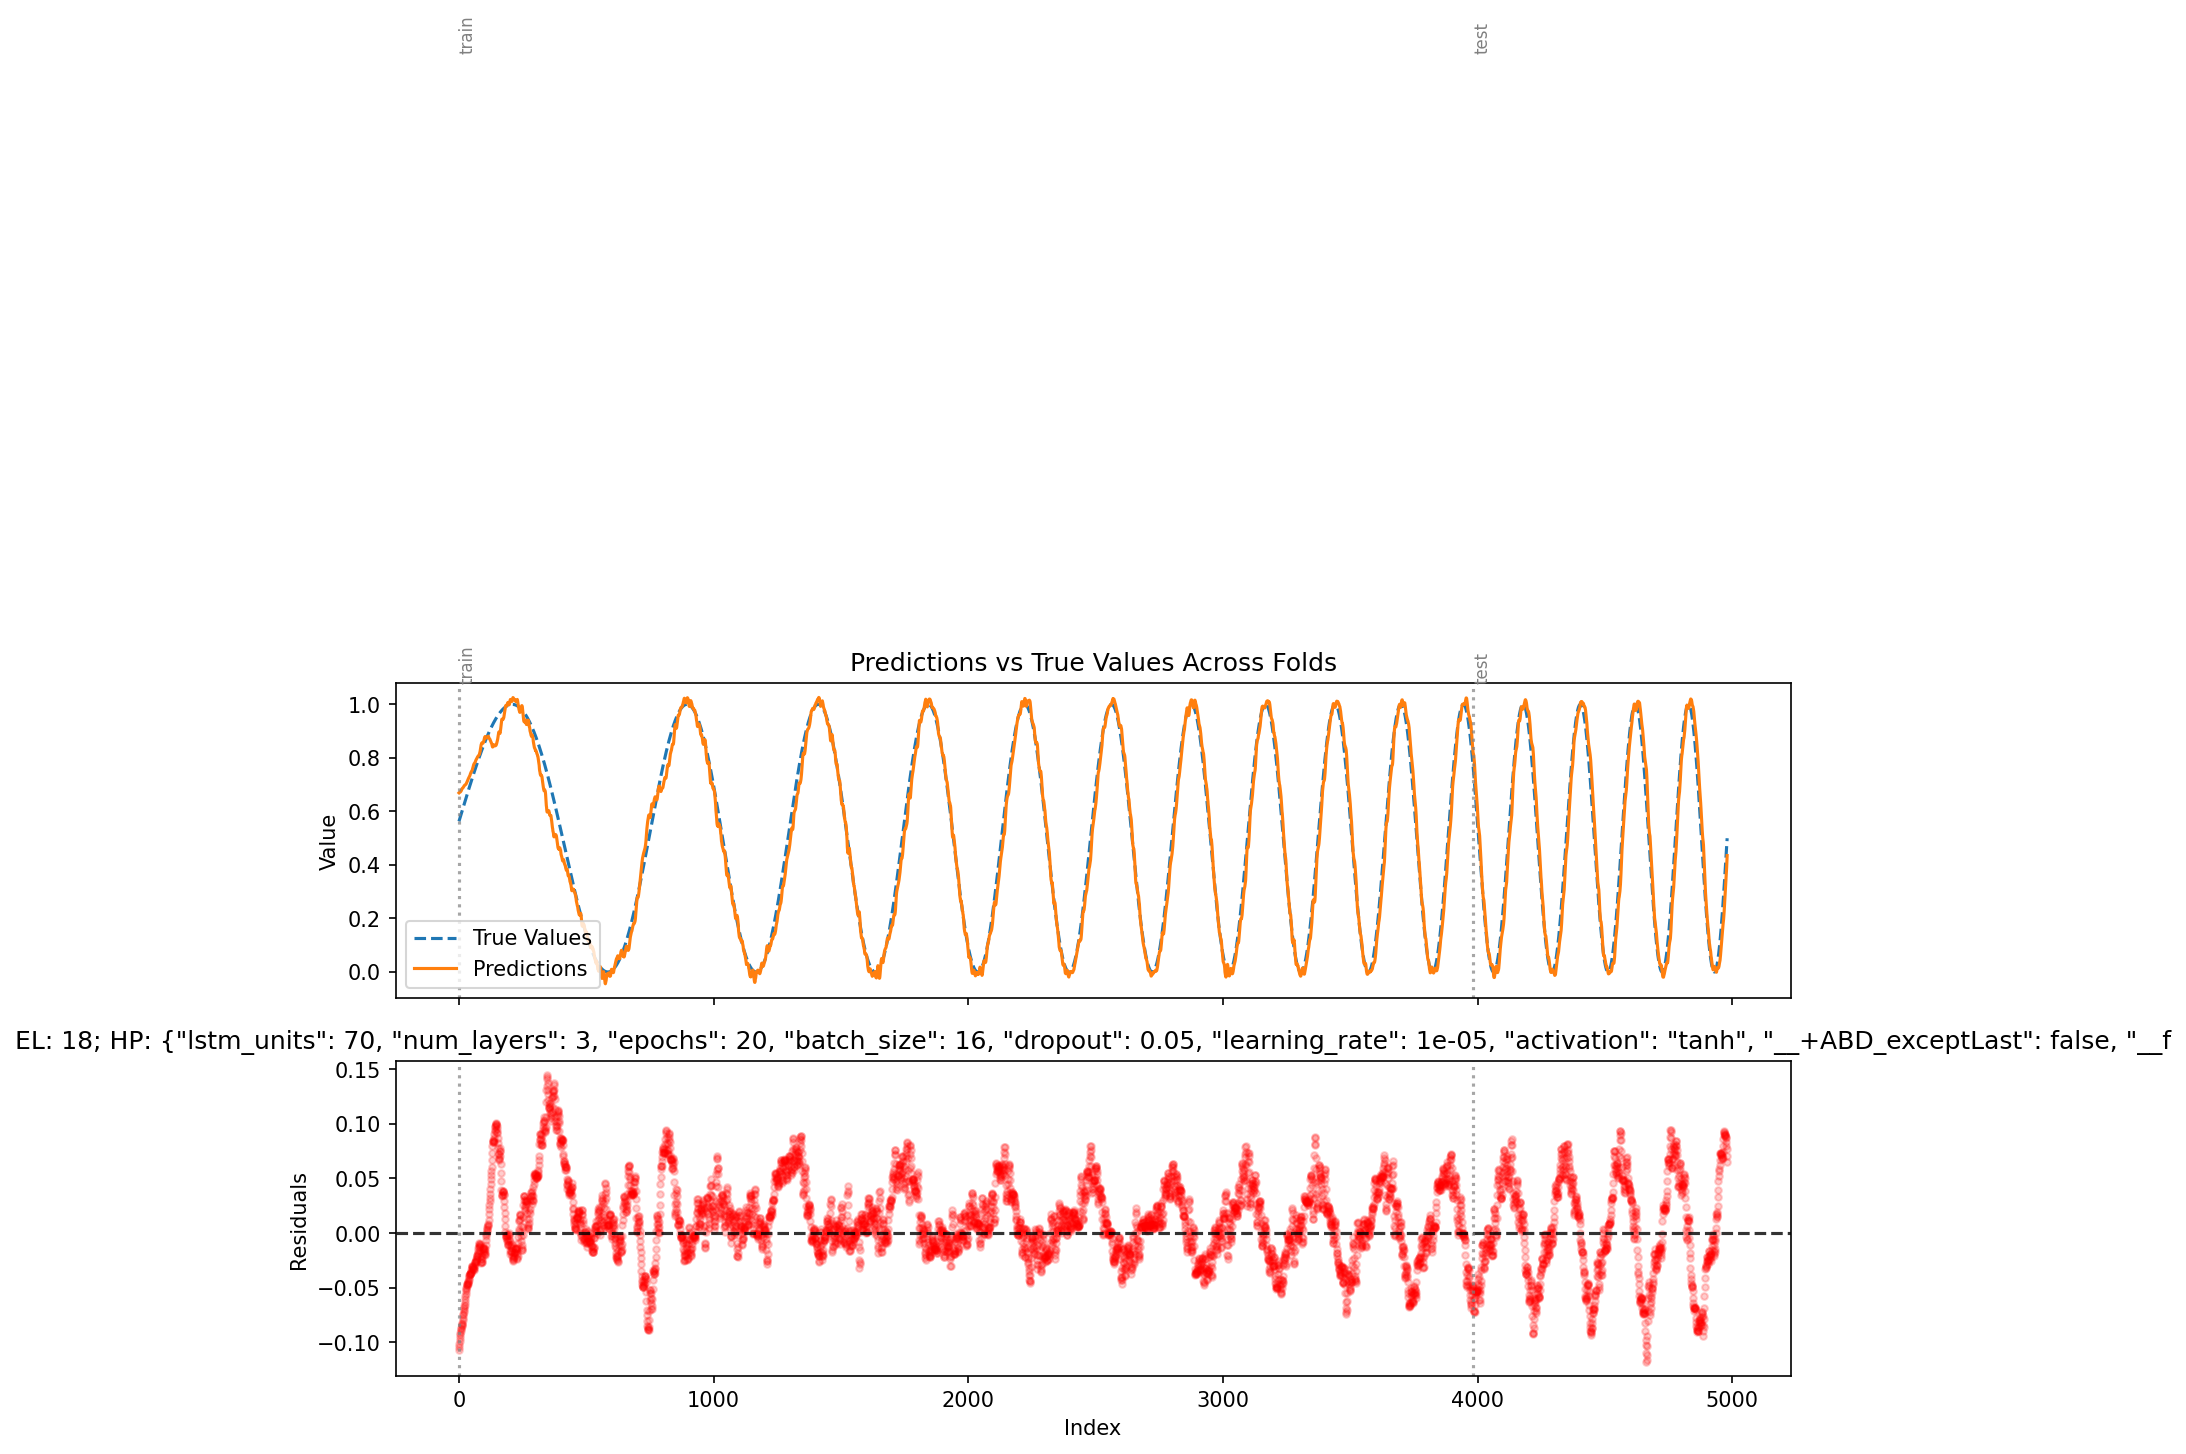 train
test
Predictions vs True Values Across Folds
train
test
1.0
0.8
0.6
0.4
0.2
0.0
Value
True Values
Predictions
EL: 18; HP: {"lstm_units": 70, "num_layers": 3, "epochs": 20, "batch_size": 16, "dropout": 0.05, "learning_rate": 1e-05, "activation": "tanh", "__+ABD_exceptLast": false, "__f
0.15
0.10
0.05
0.00
−0.05
−0.10
Residuals
0
1000
2000
3000
4000
5000
Index